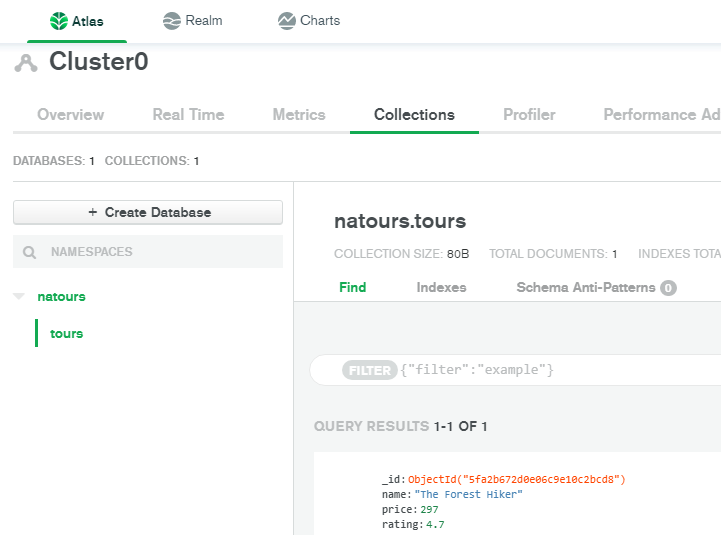 Atlas Realm Charts
Cluster0
Overview Real Time Metrics Collections Profiler Performance Ad
DATABASES: 1 COLLECTIONS: 1
+ Create Database
NAMESPACES
natours
tours
natours.tours
COLLECTION SIZE: 80B TOTAL DOCUMENTS: 1 INDEXES TOTA
Find Indexes Schema Anti-Patterns 0
FILTER {"filter":"example"}
QUERY RESULTS 1-1 OF 1
_id: ObjectId("5fa2b672d0e06c9e10c2bcd8")
name: "The Forest Hiker"
price: 297
rating: 4.7